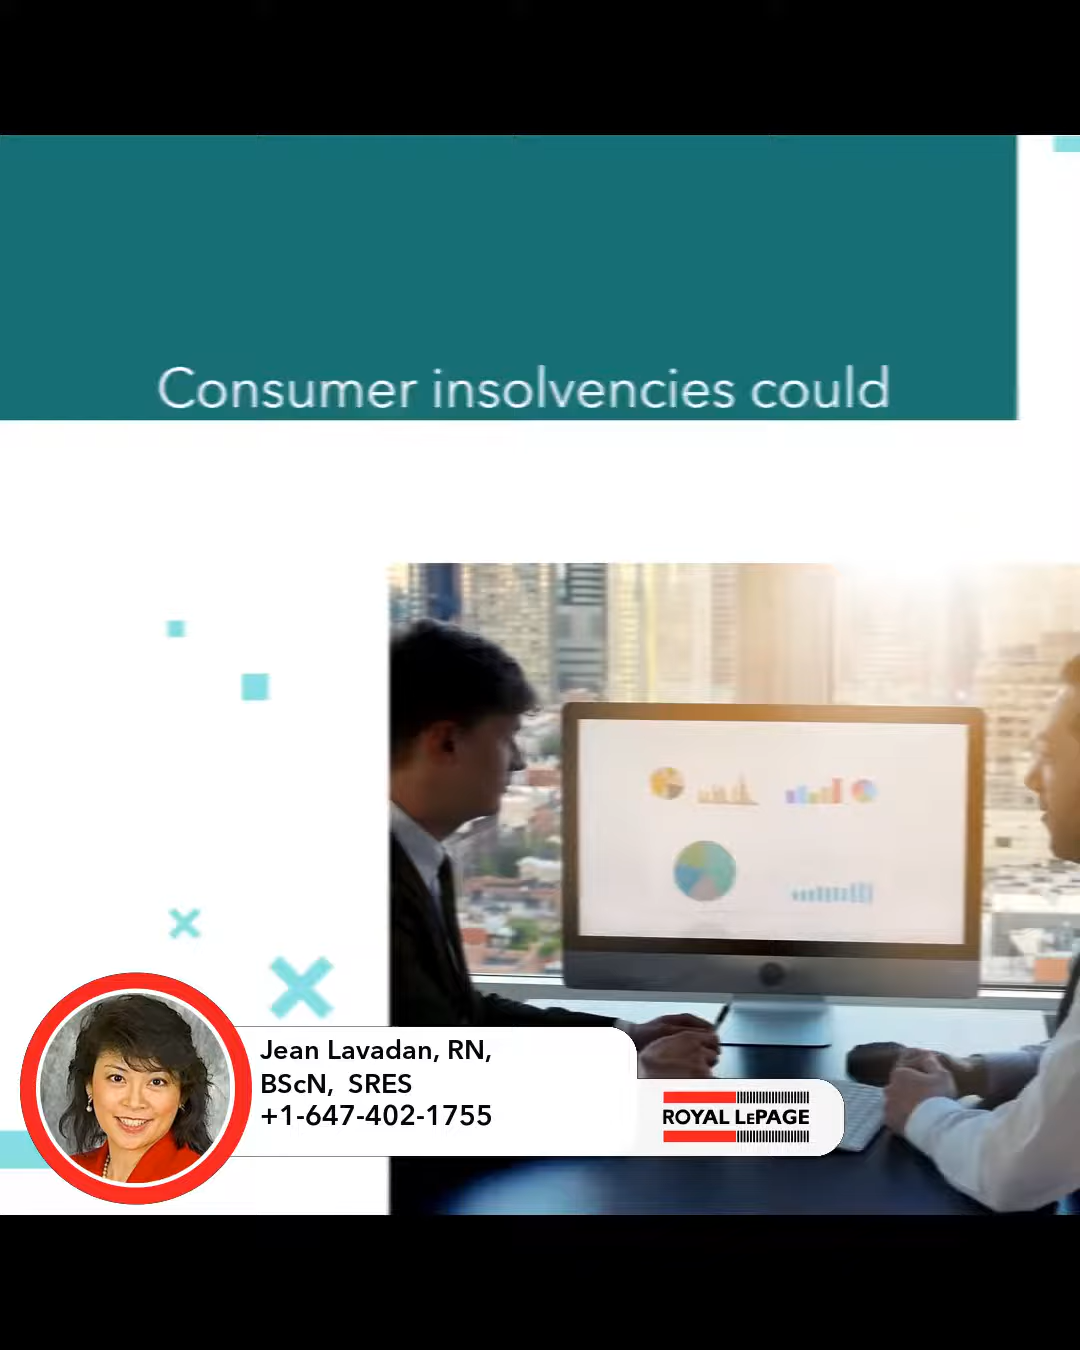 Consumer insolvencies could
Jean Lavadan, RN,
BScN, SRES
+1-647-402-1755
ROYAL LEPAGE